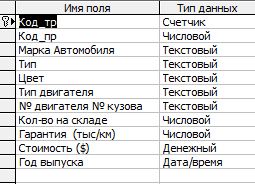 Имя поля Тип данных
Код_тр Счетчик
Код_пр Числовой
Марка Автомобиля Текстовый
Тип Текстовый
Цвет Текстовый
Тип двигателя Текстовый
№ двигателя № кузова Текстовый
Кол-во на складе Числовой
Гарантия (тыс/км) Числовой
Стоимость ($) Денежный
Год выпуска Дата/время